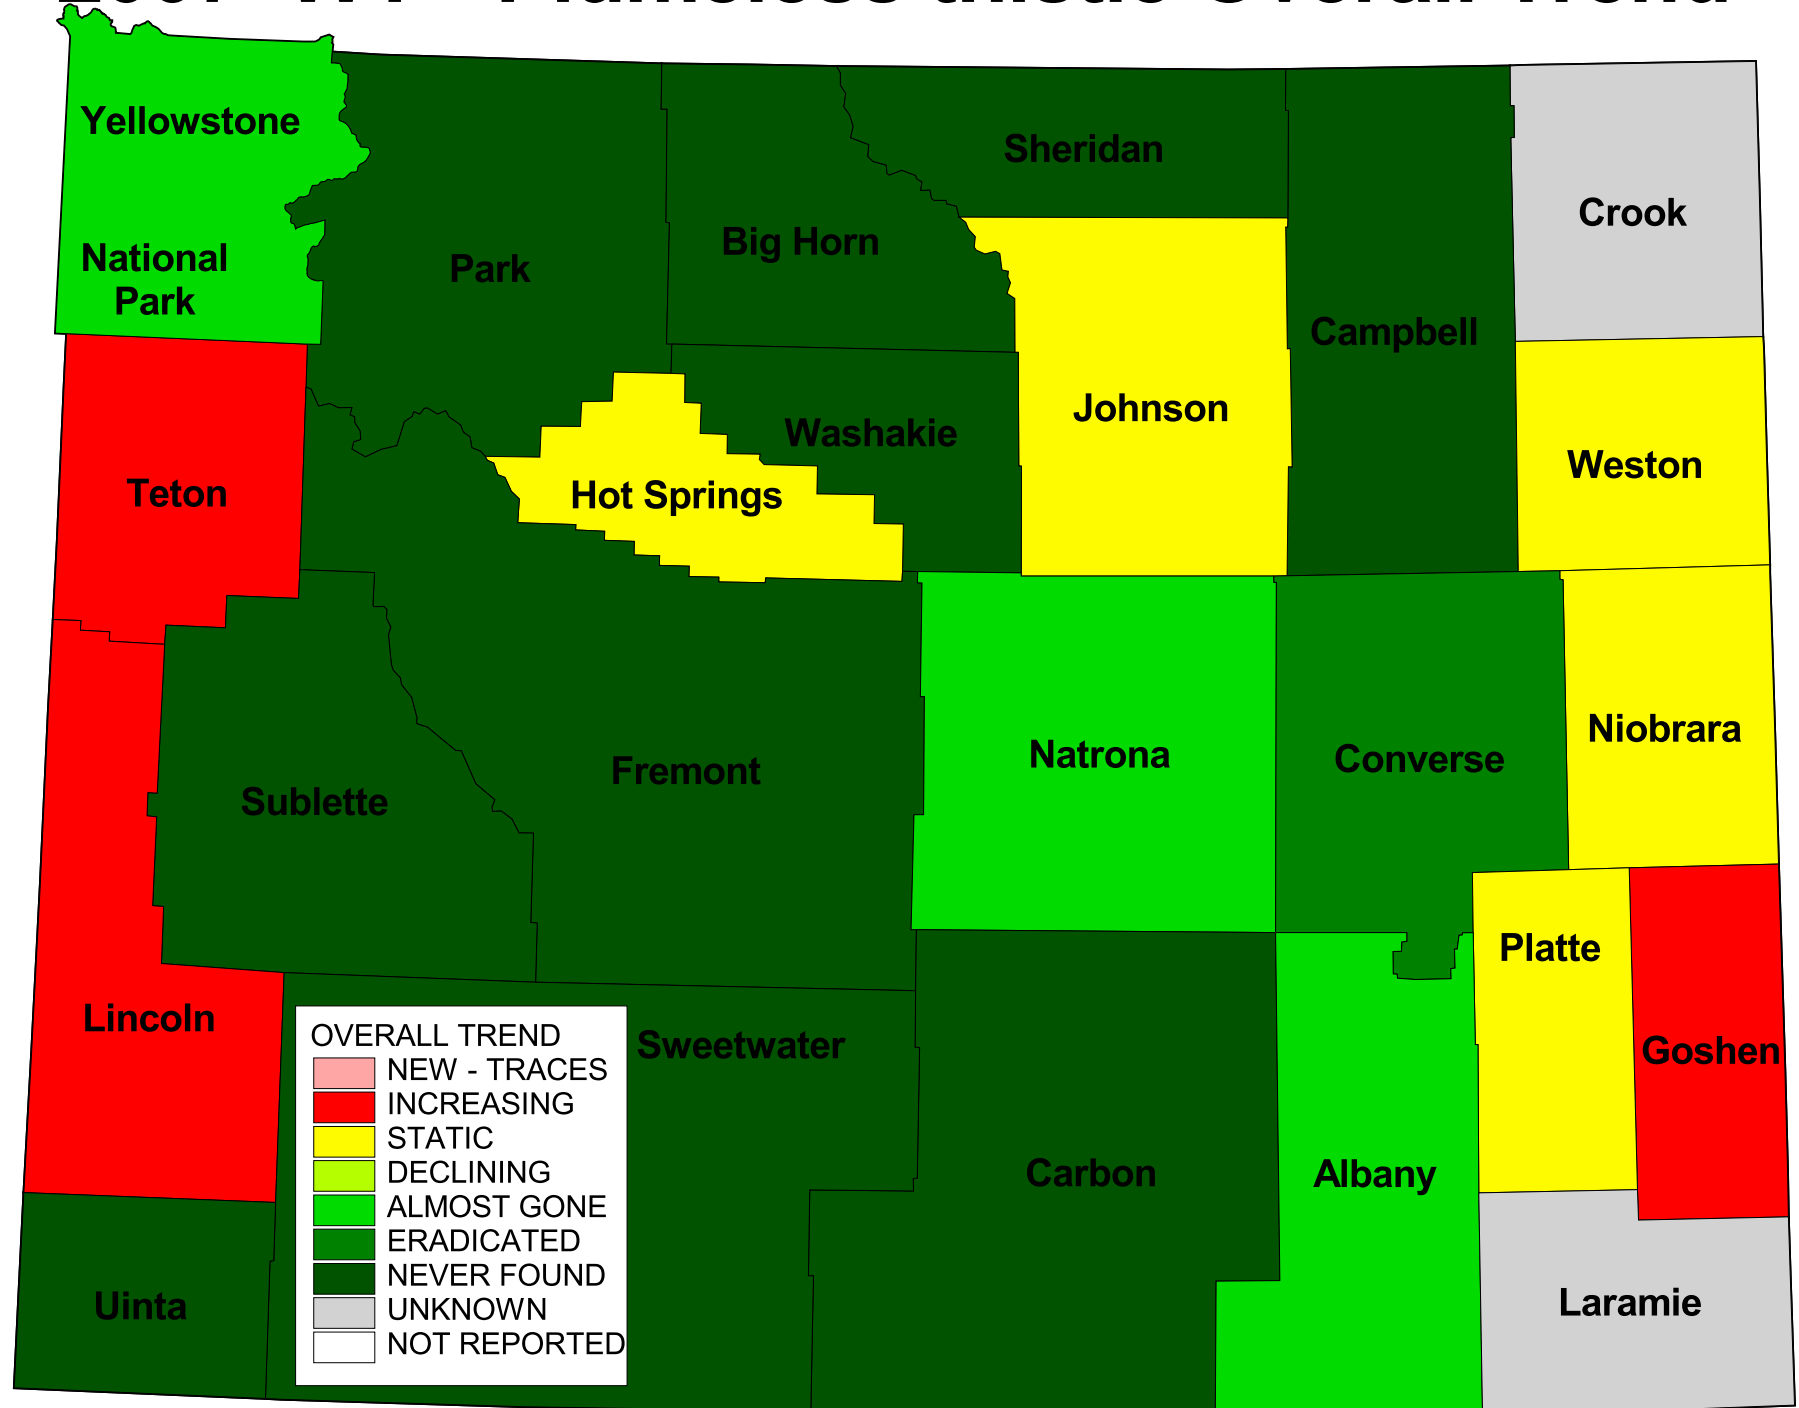 Yellowstone
National
Park
Park
Big Horn
Sheridan
Campbell
Crook
Teton
Hot Springs
Washakie
Johnson
Weston
Sublette
Fremont
Natrona
Converse
Niobrara
Lincoln
Sweetwater
Carbon
Albany
Platte
Goshen
Uinta
Laramie
OVERALL TREND
NEW - TRACES
INCREASING
STATIC
DECLINING
ALMOST GONE
ERADICATED
NEVER FOUND
UNKNOWN
NOT REPORTED